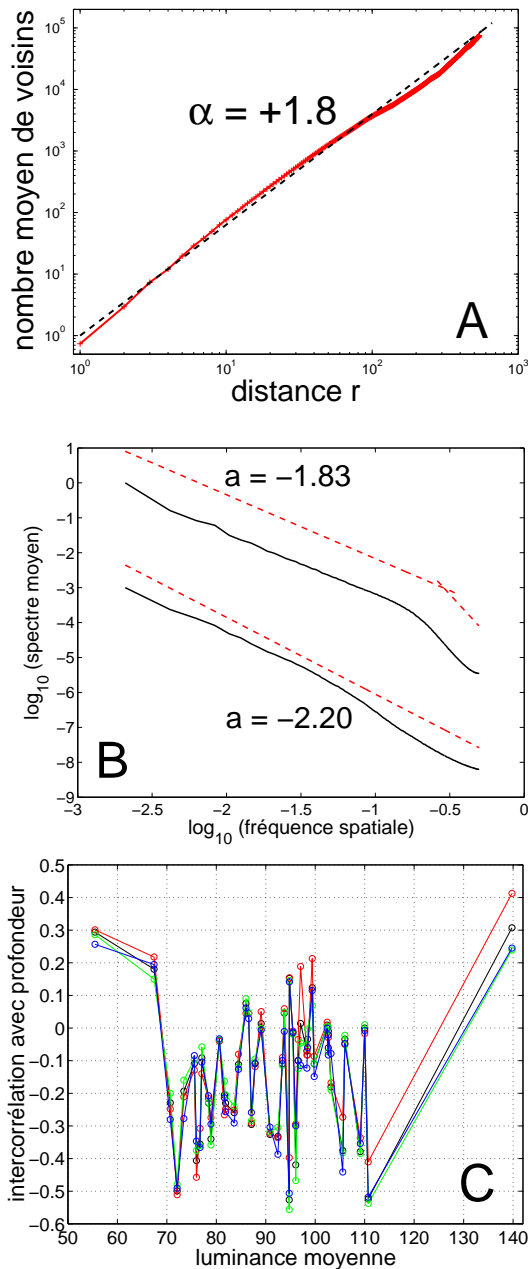 nombre moyen de voisins
10^5
10^4
10^3
10^2
10^1
10^0
α = +1.8
A
10^0 10^1 10^2 10^3
distance r
log10 (spectre moyen)
1
0
−1
−2
−3
−4
−5
−6
−7
−8
−9
a = −1.83
a = −2.20
B
−3 −2.5 −2 −1.5 −1 −0.5 0
log10 (fréquence spatiale)
intercorrélation avec profondeur
0.5
0.4
0.3
0.2
0.1
0
−0.1
−0.2
−0.3
−0.4
−0.5
−0.6
C
50 60 70 80 90 100 110 120 130 140
luminance moyenne